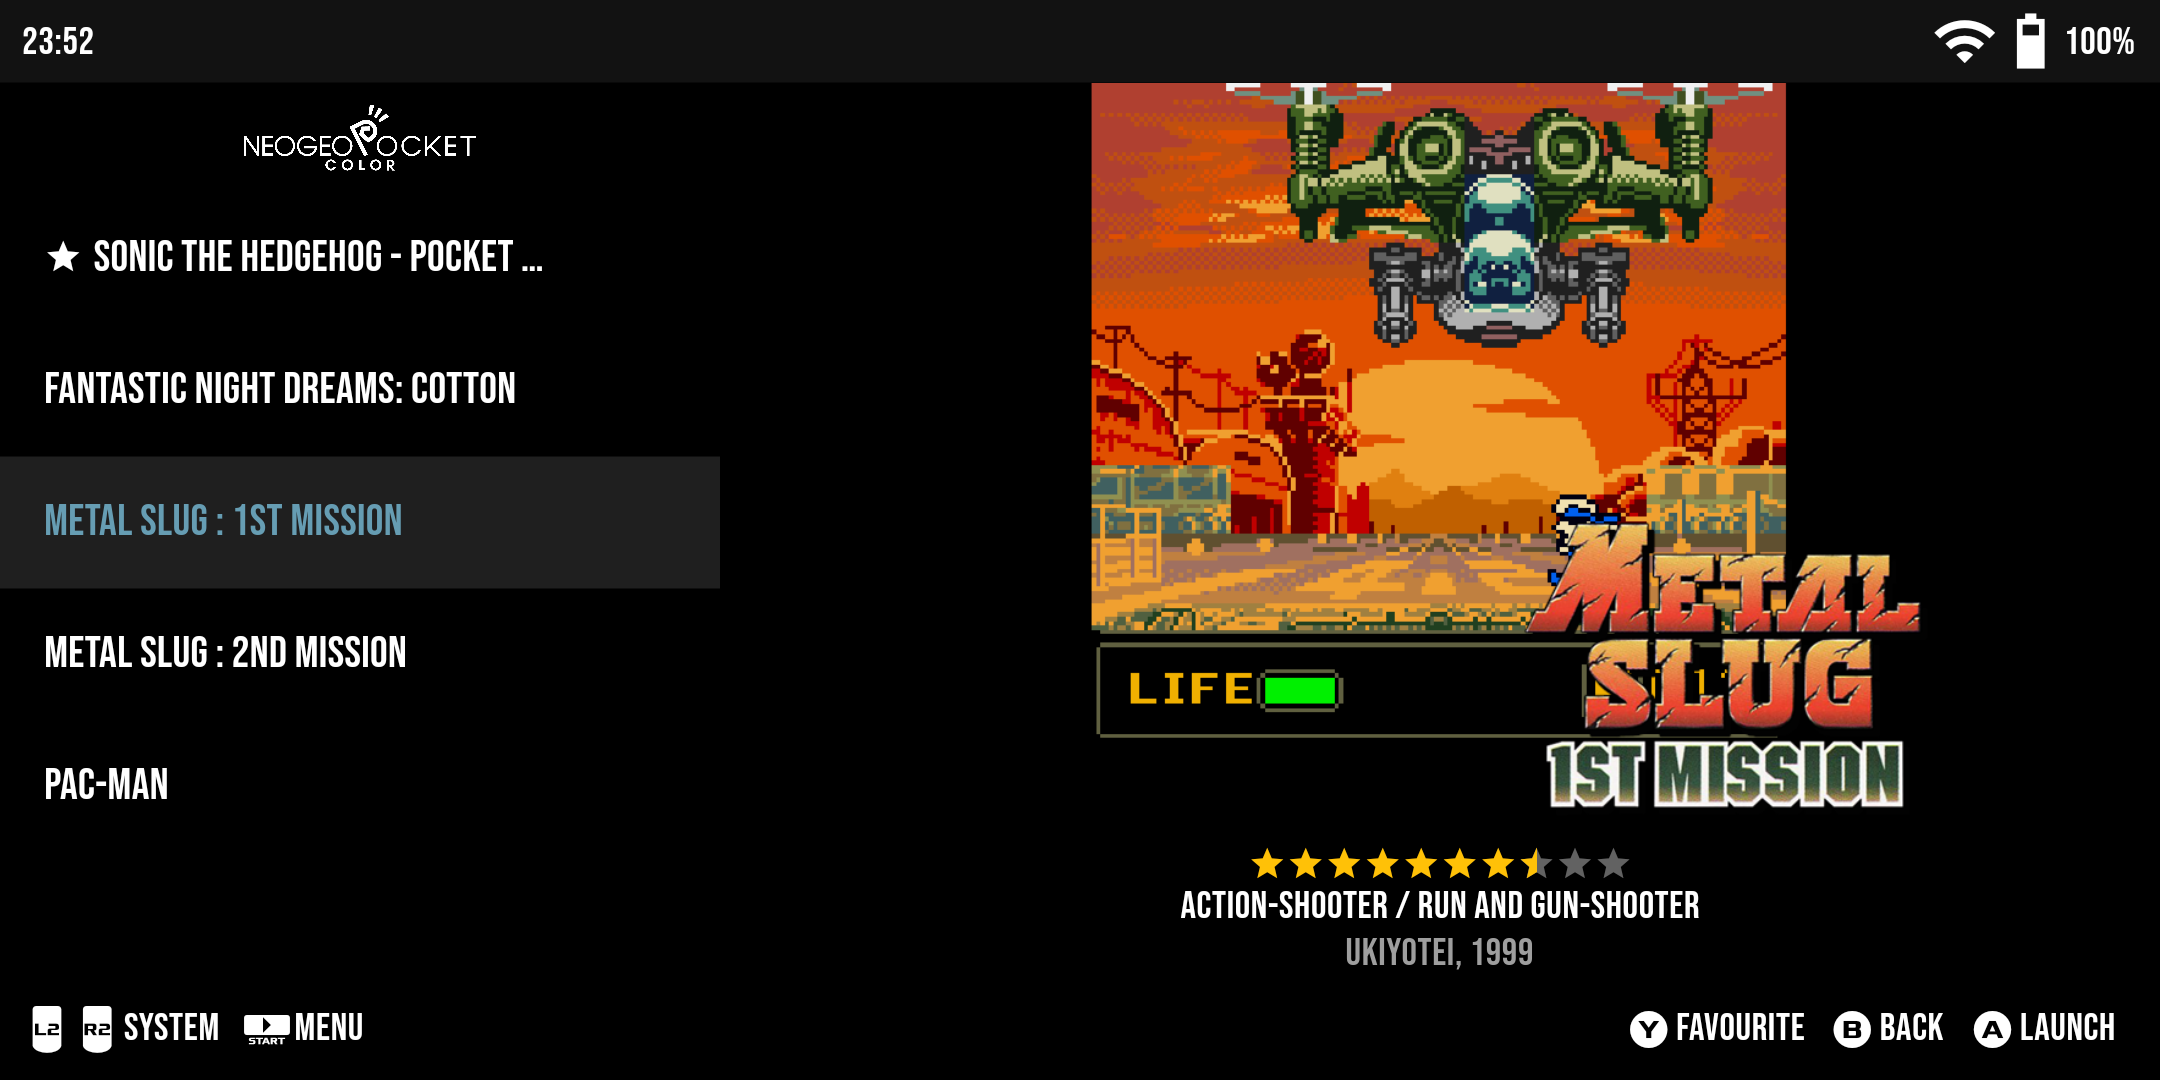 23:52
100%
NEOGEO POCKET
COLOR
SONIC THE HEDGEHOG - POCKET ...
FANTASTIC NIGHT DREAMS: COTTON
METAL SLUG : 1ST MISSION
METAL SLUG : 2ND MISSION
PAC-MAN
LIFE
METAL
SLUG
1ST MISSION
ACTION-SHOOTER / RUN AND GUN-SHOOTER
UKIYOTEI, 1999
L2 R2 SYSTEM START MENU
Y FAVOURITE B BACK A LAUNCH